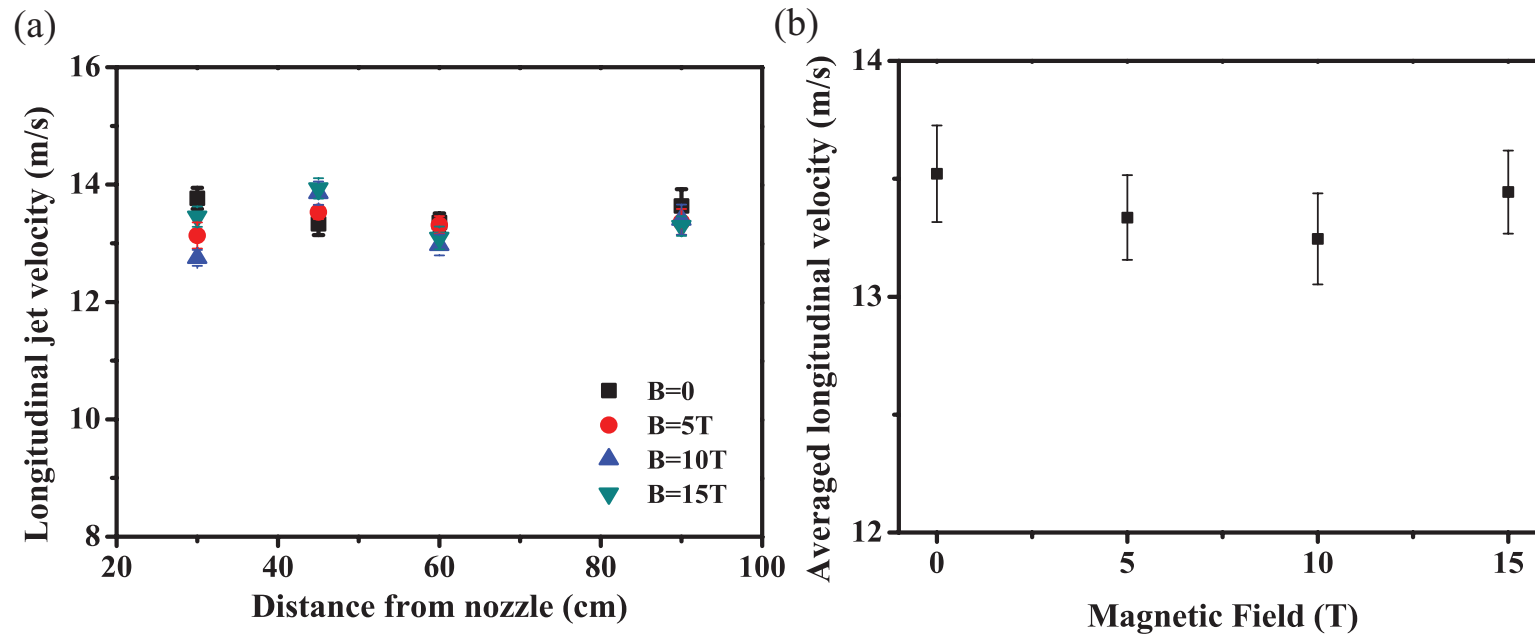 (a)
Longitudinal jet velocity (m/s)
16
14
12
10
8
20
40
60
80
100
Distance from nozzle (cm)
B=0
B=5T
B=10T
B=15T
(b)
Averaged longitudinal velocity (m/s)
14
13
12
0
5
10
15
Magnetic Field (T)